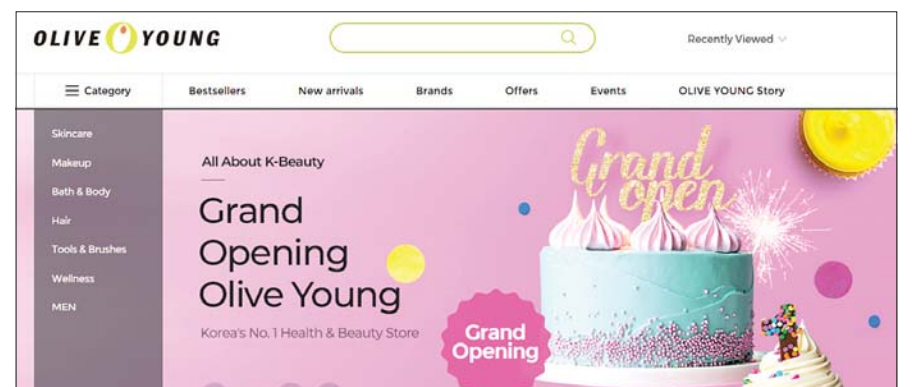 OLIVE YOUNG
Recently Viewed
Category
Bestsellers
New arrivals
Brands
Offers
Events
OLIVE YOUNG Story
Skincare
Makeup
Bath & Body
Hair
Tools & Brushes
Wellness
MEN
All About K-Beauty
Grand
Opening
Olive Young
Korea's No. 1 Health & Beauty Store
Grand
open
Grand
Opening
1